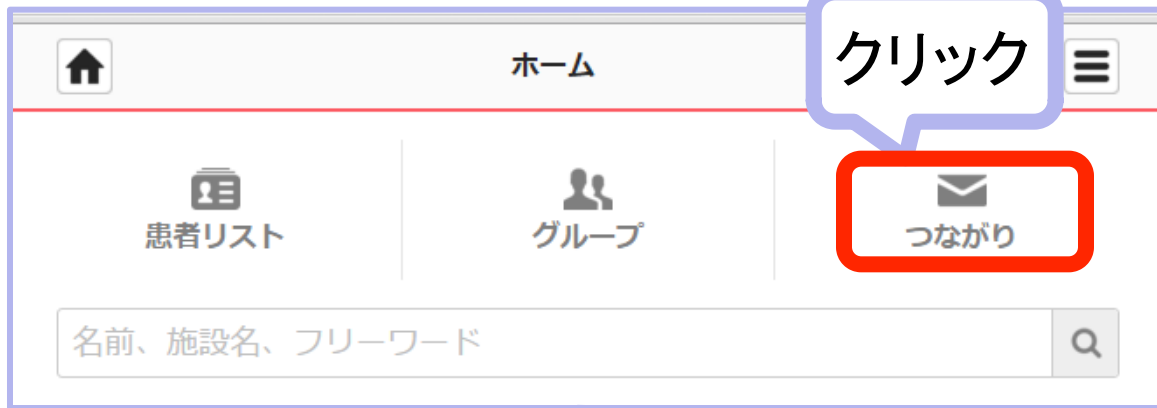 ホーム
クリック
患者リスト
グループ
つながり
名前、施設名、フリーワード